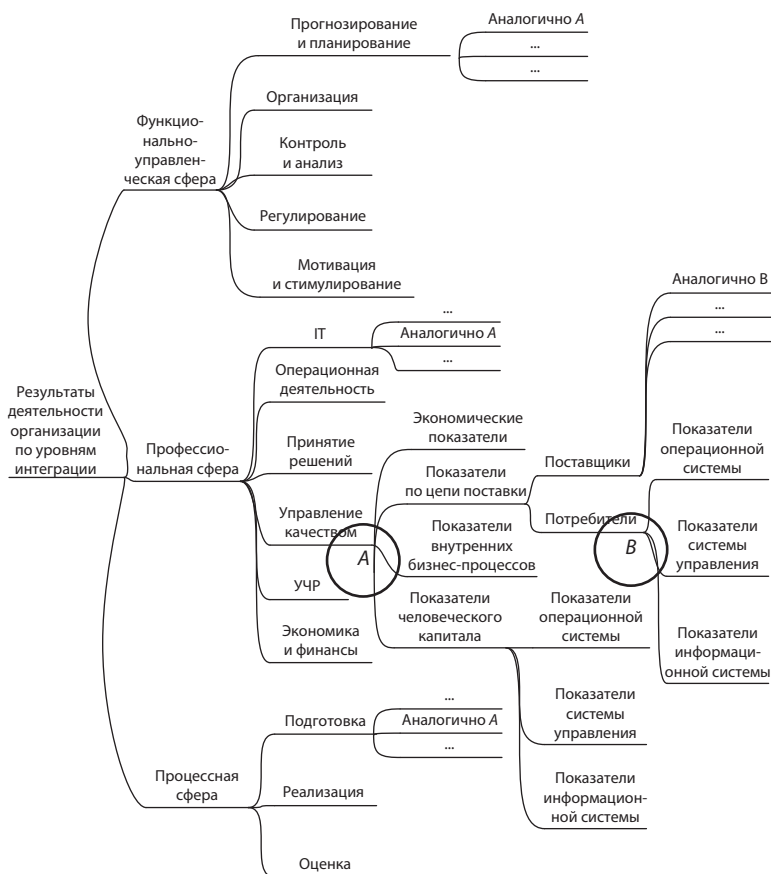 Результаты
деятельности
организации
по уровням
интеграции
Функцио-
нально-
управлен-
ческая сфера
Прогнозирование
и планирование
Аналогично А
...
...
Организация
Контроль
и анализ
Регулирование
Мотивация
и стимулирование
Профессио-
нальная сфера
IT
...
Аналогично А
...
Операционная
деятельность
Принятие
решений
Управление
качеством
А
Экономические
показатели
Показатели
по цепи поставки
Поставщики
Аналогично В
...
...
Потребители
В
Показатели
операционной
системы
Показатели
системы
управления
Показатели
информаци-
онной системы
Показатели
внутренних
бизнес-процессов
Показатели
человеческого
капитала
Показатели
операционной
системы
Показатели
системы
управления
Показатели
информацион-
ной системы
УЧР
Экономика
и финансы
Процессная
сфера
Подготовка
...
Аналогично А
...
Реализация
Оценка